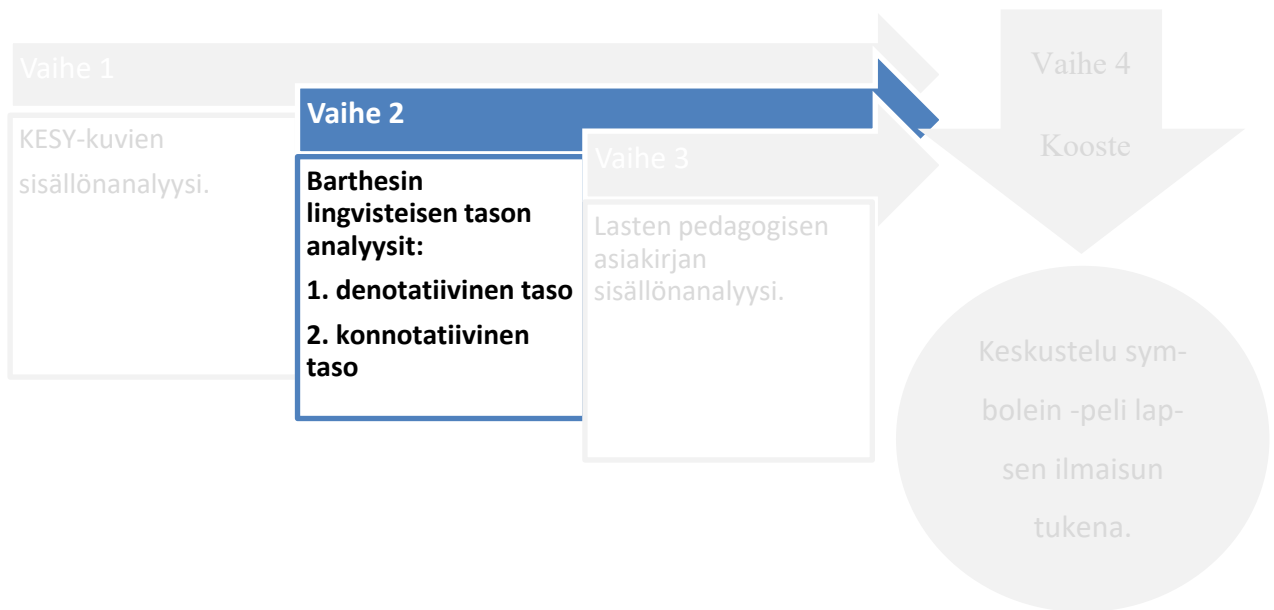 Vaihe 1
KESY-kuvien
sisällönanalyysi.
Vaihe 2
Barthesin
lingvisteisen tason
analyysit:
1. denotatiivinen taso
2. konnotatiivinen
taso
Vaihe 3
Lasten pedagogisen
asiakirjan
sisällönanalyysi.
Vaihe 4
Kooste
Keskustelu sym-
bolein -peli lap-
sen ilmaisun
tukena.